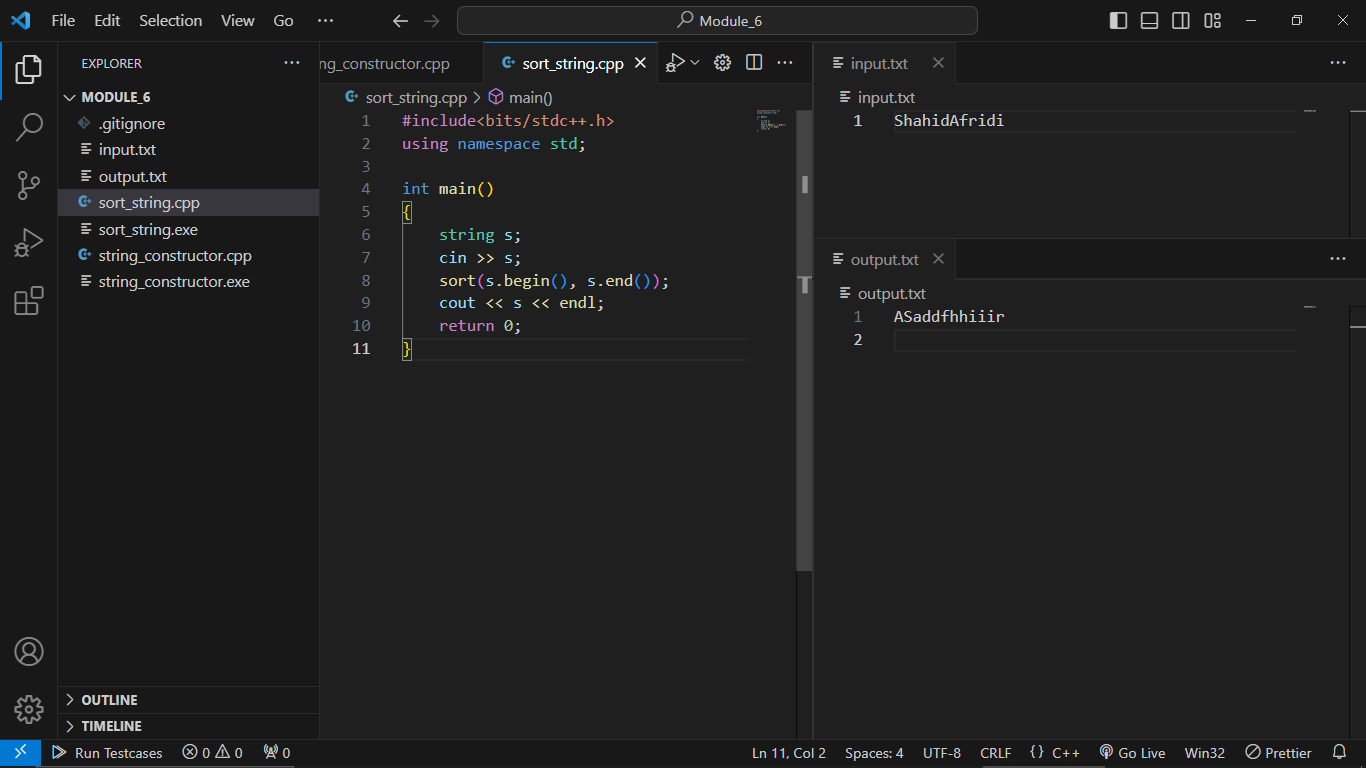 File Edit Selection View Go ··· Module_6
EXPLORER ···
MODULE_6
.gitignore
input.txt
output.txt
sort_string.cpp
sort_string.exe
string_constructor.cpp
string_constructor.exe
OUTLINE
TIMELINE
ng_constructor.cpp sort_string.cpp ···
sort_string.cpp > main()
1 #include<bits/stdc++.h>
2 using namespace std;
3
4 int main()
5 {
6 string s;
7 cin >> s;
8 sort(s.begin(), s.end());
9 cout << s << endl;
10 return 0;
11 }
input.txt ···
input.txt
1 ShahidAfridi
output.txt ···
output.txt
1 ASaddfhhiiir
2
Run Testcases 0 0 0 Ln 11, Col 2 Spaces: 4 UTF-8 CRLF {} C++ Go Live Win32 Prettier